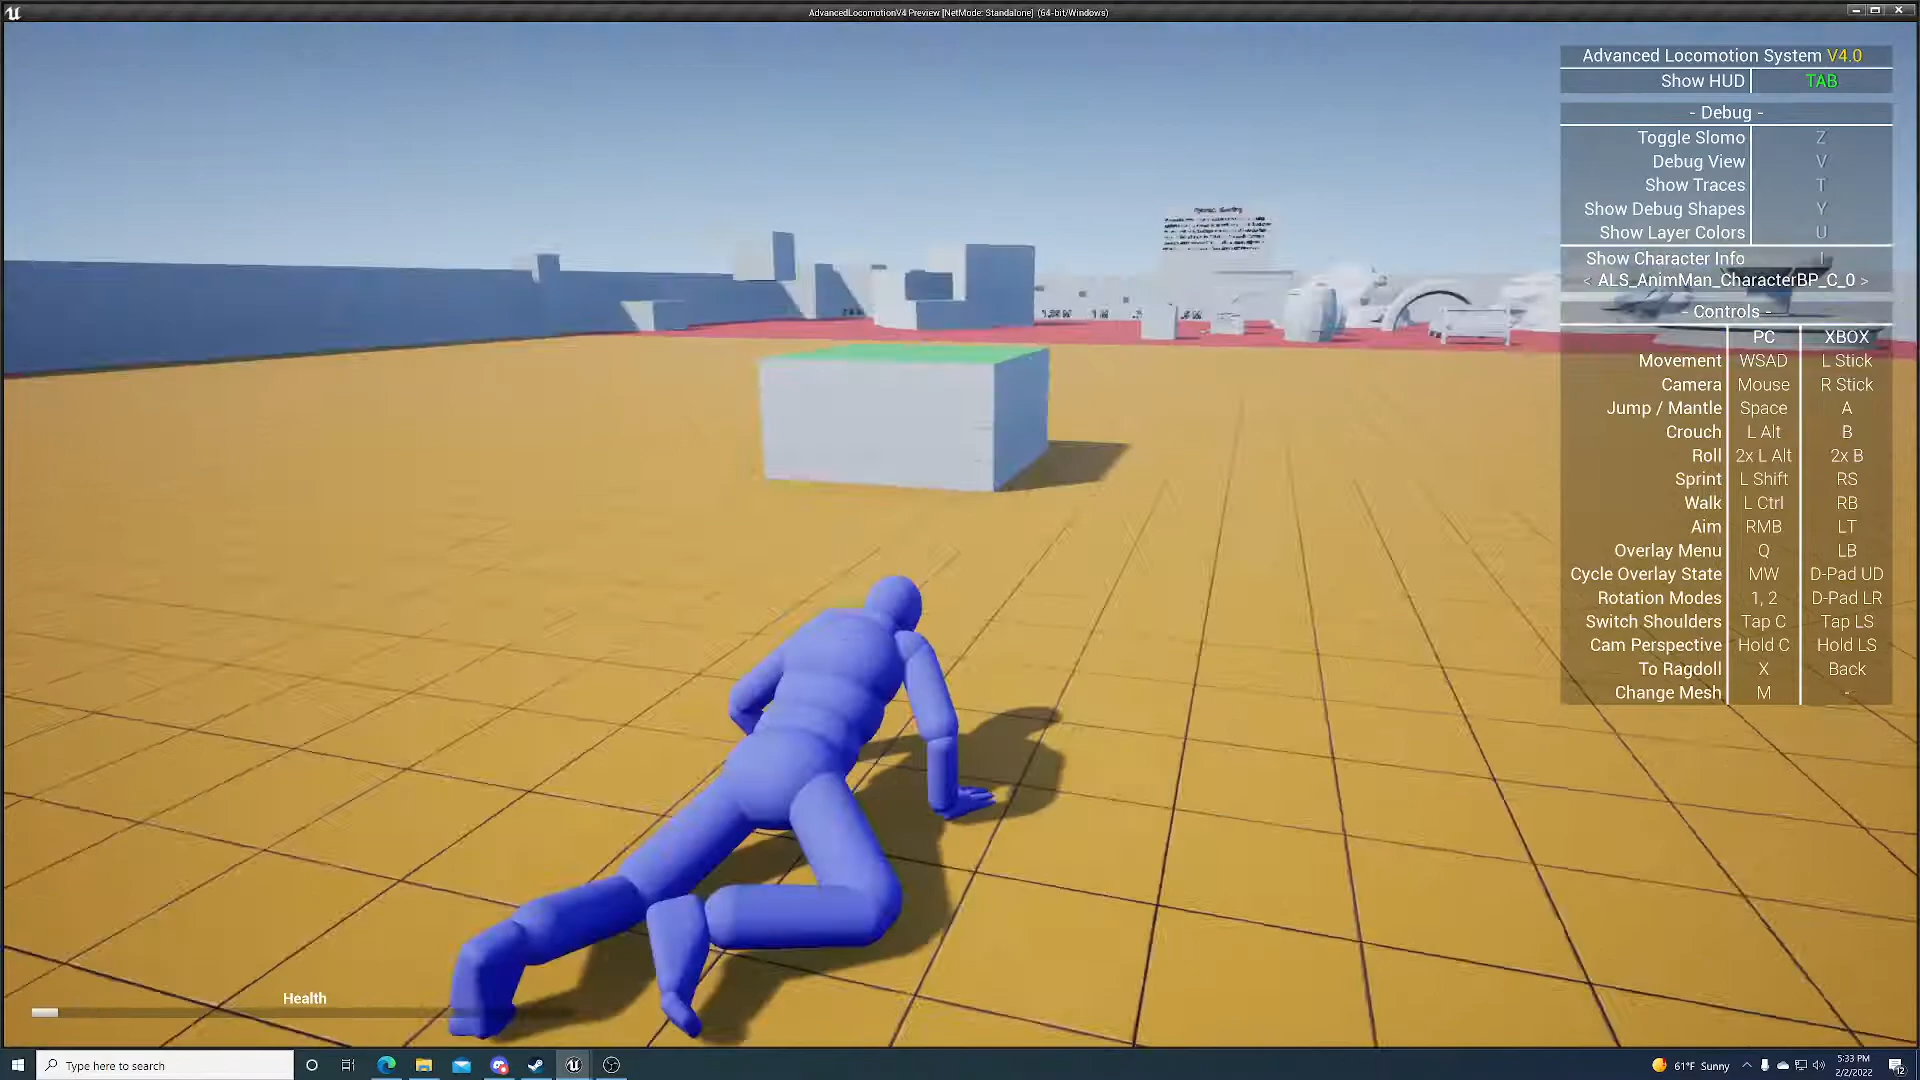 AdvancedLocomotionV4 Preview [NetMode: Standalone] (64-bit/Windows)
Advanced Locomotion System V4.0
Show HUD TAB
- Debug -
Toggle Slomo Z
Debug View V
Show Traces T
Show Debug Shapes Y
Show Layer Colors U
Show Character Info I
< ALS_AnimMan_CharacterBP_C_0 >
- Controls -
PC XBOX
Movement WSAD L Stick
Camera Mouse R Stick
Jump / Mantle Space A
Crouch L Alt B
Roll 2x L Alt 2x B
Sprint L Shift RS
Walk L Ctrl RB
Aim RMB LT
Overlay Menu Q LB
Cycle Overlay State MW D-Pad UD
Rotation Modes 1, 2 D-Pad LR
Switch Shoulders Tap C Tap LS
Cam Perspective Hold C Hold LS
To Ragdoll X Back
Change Mesh M -
1 M
Health
Type here to search
61°F Sunny
5:33 PM
2/2/2022
12